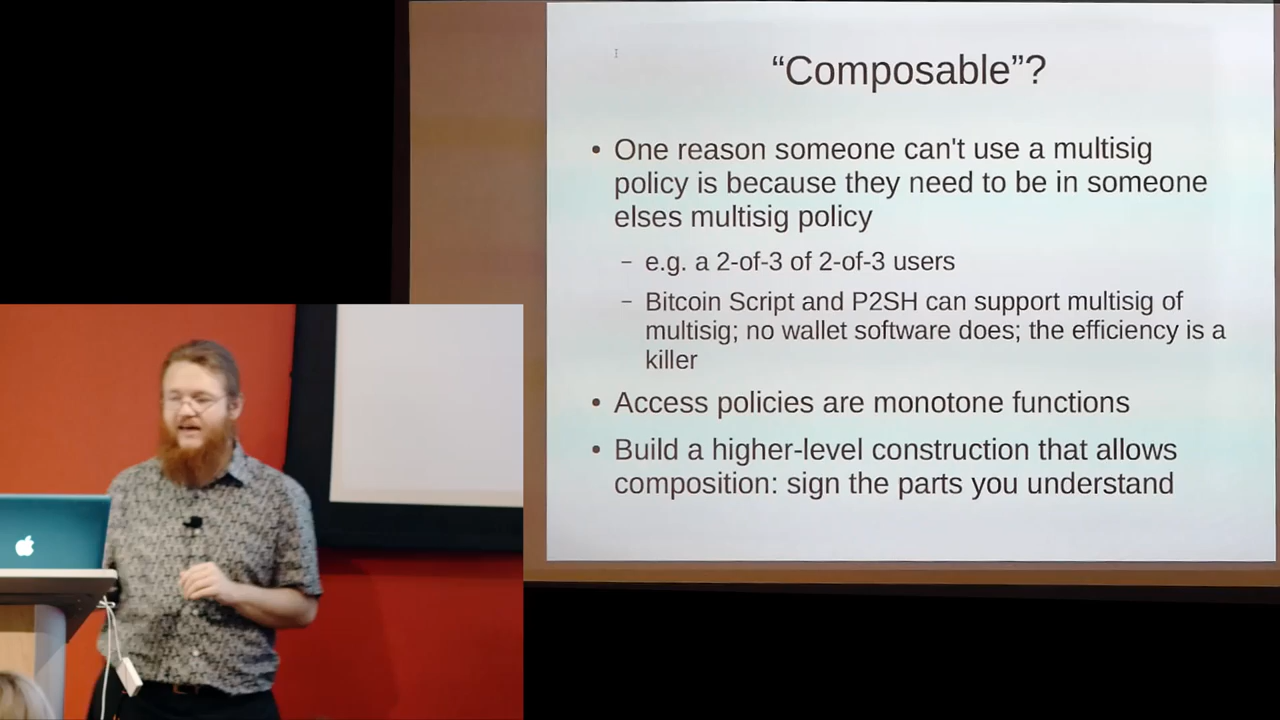 “Composable”?
• One reason someone can't use a multisig
policy is because they need to be in someone
elses multisig policy
– e.g. a 2-of-3 of 2-of-3 users
– Bitcoin Script and P2SH can support multisig of
multisig; no wallet software does; the efficiency is a
killer
• Access policies are monotone functions
• Build a higher-level construction that allows
composition: sign the parts you understand